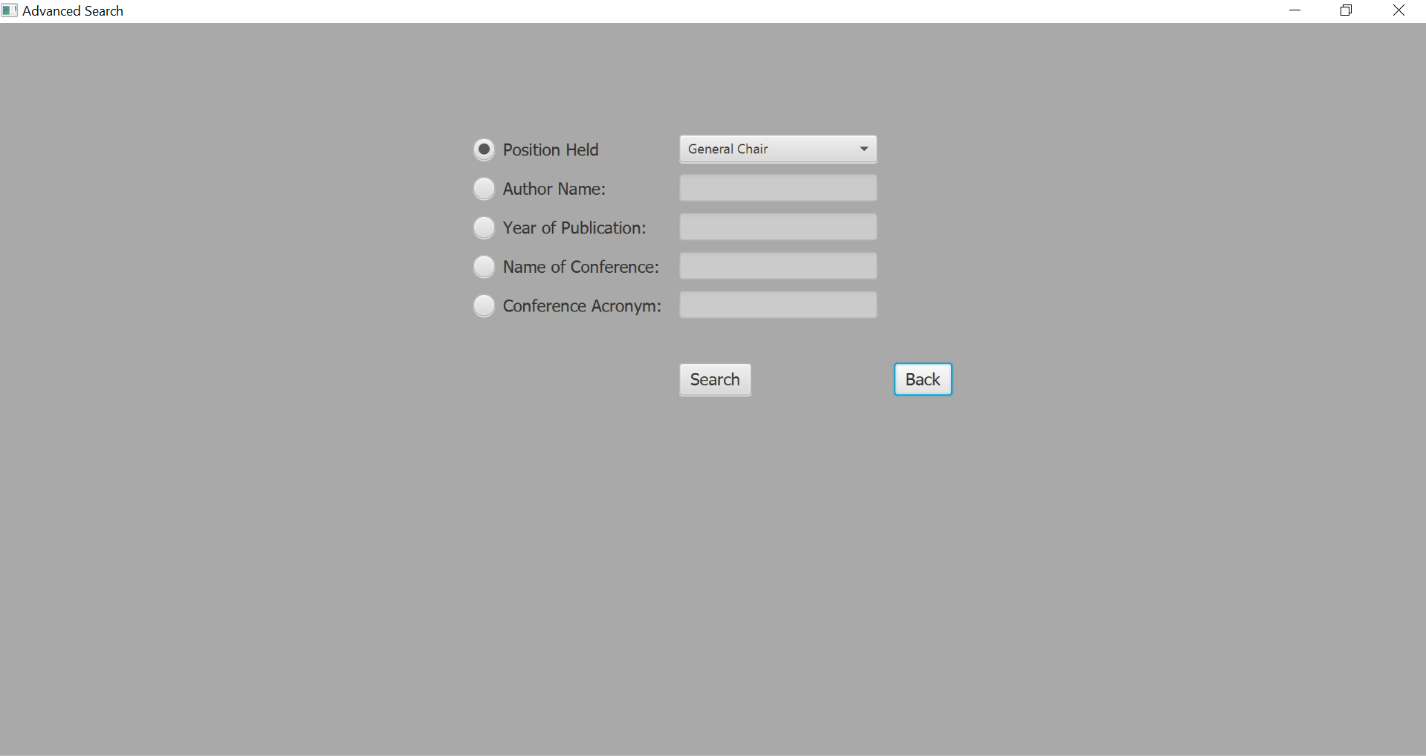 Advanced Search
Position Held General Chair
Author Name:
Year of Publication:
Name of Conference:
Conference Acronym:
Search Back